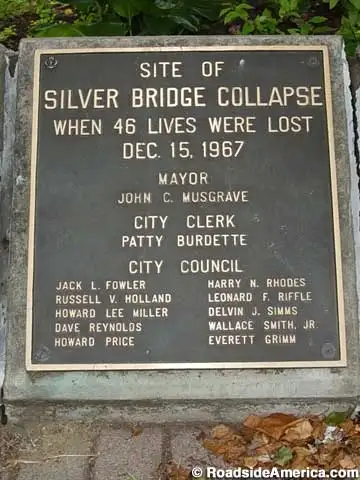 SITE OF
SILVER BRIDGE COLLAPSE
WHEN 46 LIVES WERE LOST
DEC. 15, 1967
MAYOR
JOHN C. MUSGRAVE
CITY CLERK
PATTY BURDETTE
CITY COUNCIL
JACK L. FOWLER
RUSSELL V. HOLLAND
HOWARD LEE MILLER
DAVE REYNOLDS
HOWARD PRICE
HARRY N. RHODES
LEONARD F. RIFFLE
DELVIN J. SIMMS
WALLACE SMITH, JR.
EVERETT GRIMM
©RoadsideAmerica.com